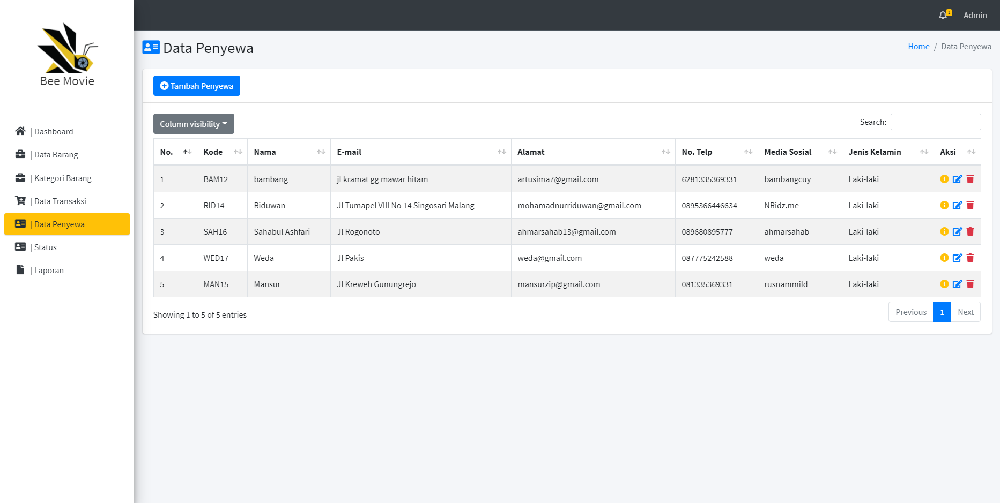 1
Admin
Bee Movie
Data Penyewa
Home / Data Penyewa
Tambah Penyewa
| Dashboard
| Data Barang
| Kategori Barang
| Data Transaksi
| Data Penyewa
| Status
| Laporan
Column visibility
Search:
No. Kode Nama E-mail Alamat No. Telp Media Sosial Jenis Kelamin Aksi
1 BAM12 bambang jl kramat gg mawar hitam artusima7@gmail.com 6281335369331 bambangcuy Laki-laki
2 RID14 Riduwan Jl Tumapel VIII No 14 Singosari Malang mohamadnurriduwan@gmail.com 0895366446634 NRidz.me Laki-laki
3 SAH16 Sahabul Ashfari Jl Rogonoto ahmarsahab13@gmail.com 089680895777 ahmarsahab Laki-laki
4 WED17 Weda Jl Pakis weda@gmail.com 087775242588 weda Laki-laki
5 MAN15 Mansur Jl Kreweh Gunungrejo mansurzip@gmail.com 081335369331 rusnammild Laki-laki
Showing 1 to 5 of 5 entries
Previous 1 Next